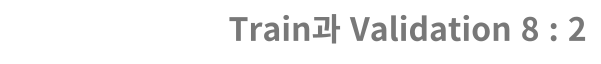 Train과 Validation 8 : 2